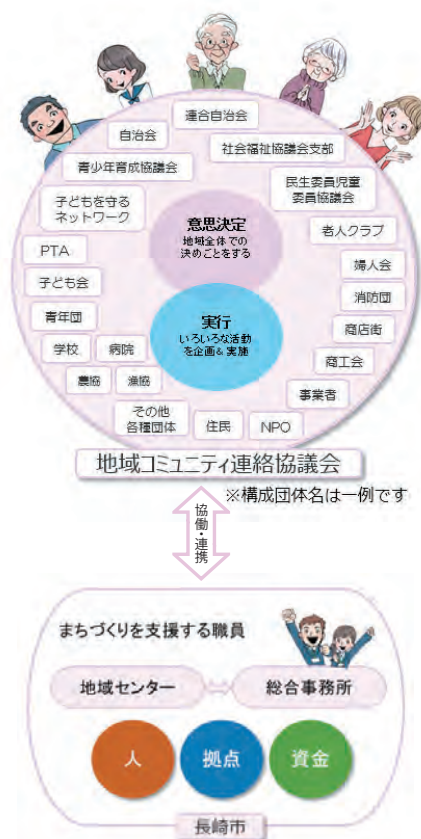 連合自治会
自治会
社会福祉協議会支部
青少年育成協議会
民生委員児童
委員協議会
子どもを守る
ネットワーク
老人クラブ
PTA
婦人会
子ども会
消防団
青年団
商店街
学校
病院
商工会
農協
漁協
事業者
その他
各種団体
住民
NPO
意思決定
地域全体での
決めごとをする
実行
いろいろな活動
を企画&実施
地域コミュニティ連絡協議会
※構成団体名は一例です
協働・連携
まちづくりを支援する職員
地域センター
総合事務所
人
拠点
資金
長崎市